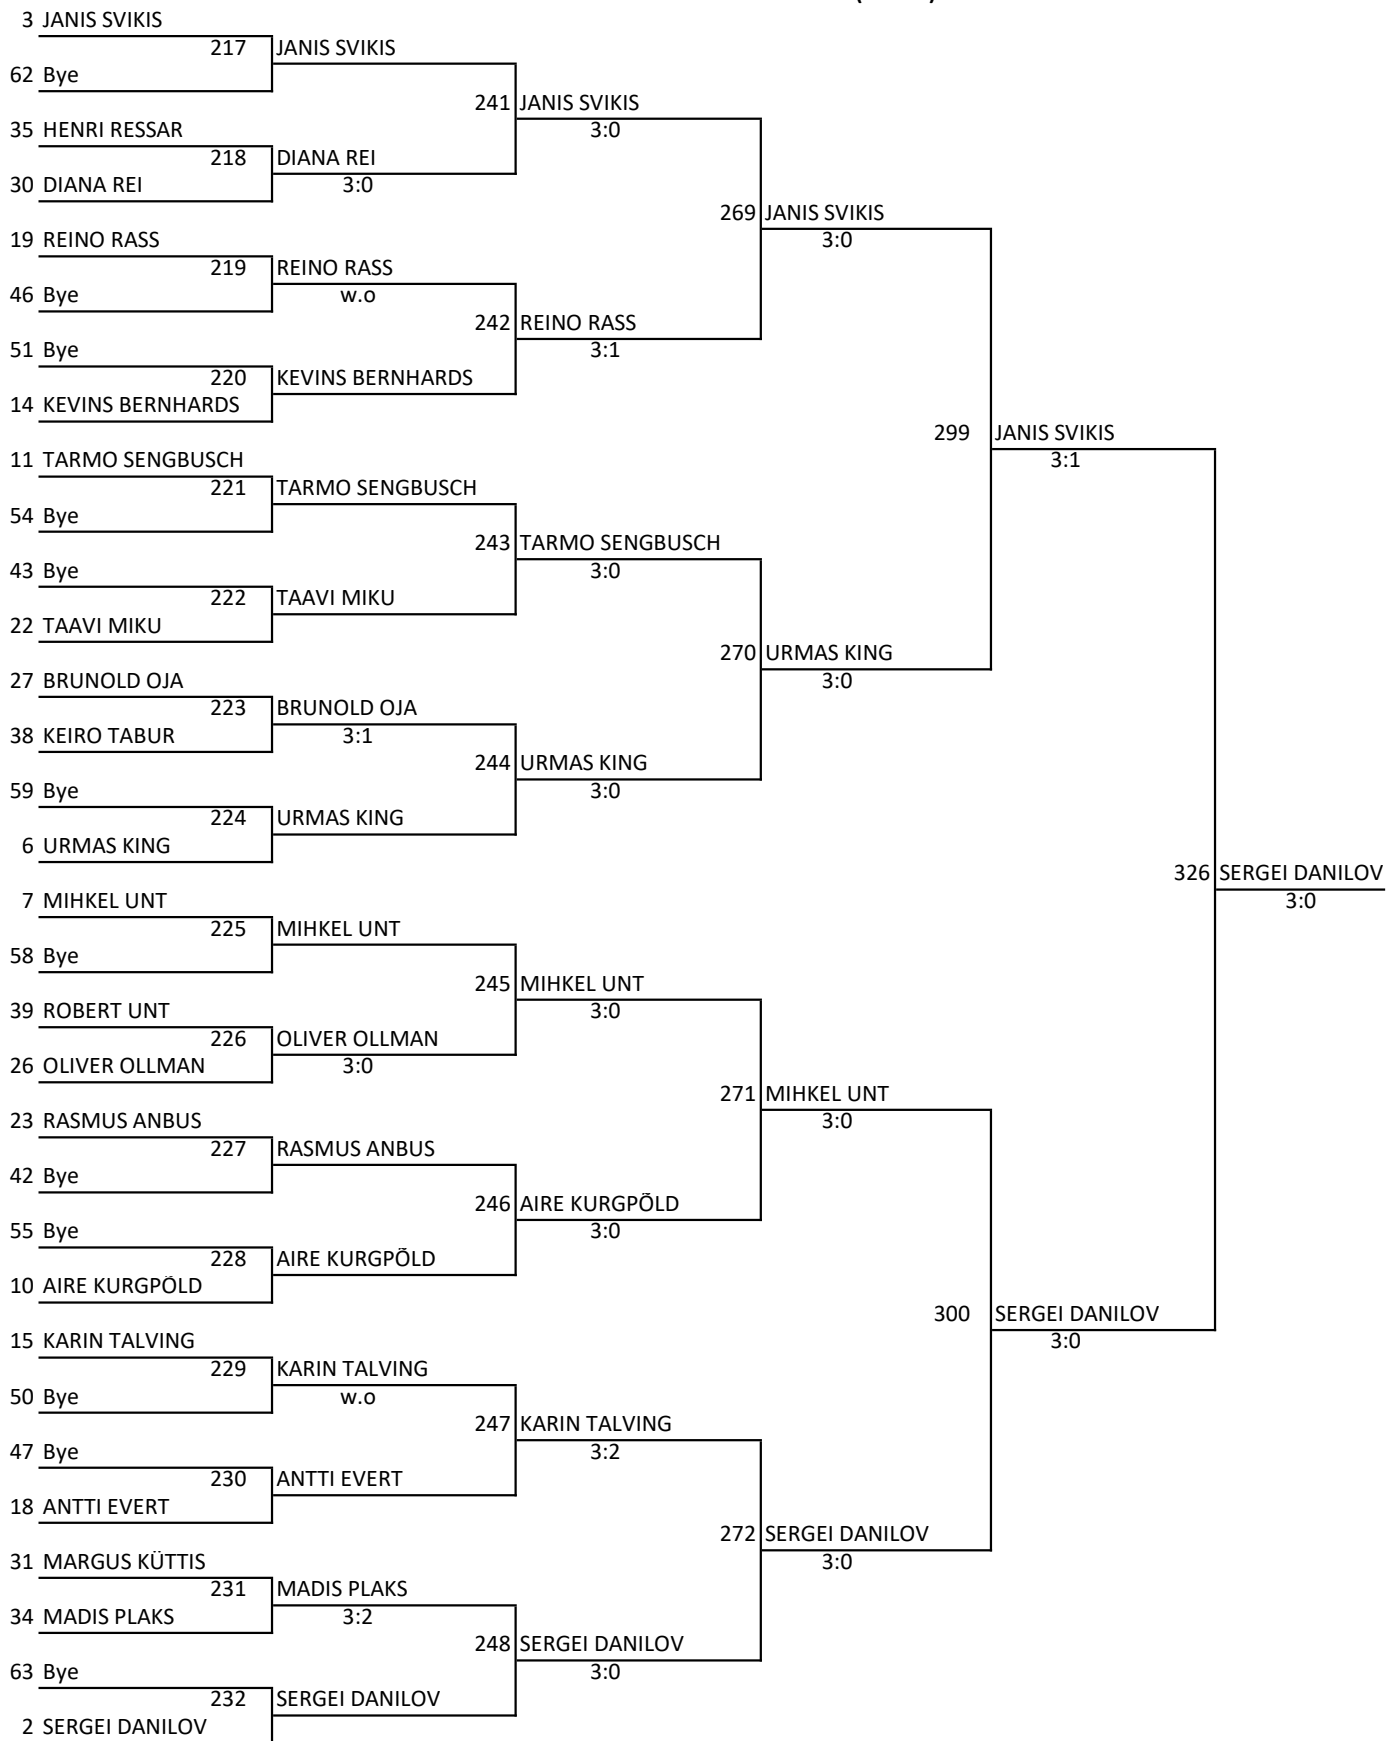 3 JANIS SVIKIS
217 JANIS SVIKIS
62 Bye
241 JANIS SVIKIS
35 HENRI RESSAR 3:0
218 DIANA REI
30 DIANA REI 3:0
269 JANIS SVIKIS
19 REINO RASS 3:0
219 REINO RASS
46 Bye w.o
242 REINO RASS
51 Bye 3:1
220 KEVINS BERNHARDS
14 KEVINS BERNHARDS
299 JANIS SVIKIS
11 TARMO SENGBUSCH 3:1
221 TARMO SENGBUSCH
54 Bye
243 TARMO SENGBUSCH
43 Bye 3:0
222 TAAVI MIKU
22 TAAVI MIKU
270 URMAS KING
27 BRUNOLD OJA 3:0
223 BRUNOLD OJA
38 KEIRO TABUR 3:1
244 URMAS KING
59 Bye 3:0
224 URMAS KING
6 URMAS KING
326 SERGEI DANILOV
7 MIHKEL UNT 3:0
225 MIHKEL UNT
58 Bye
245 MIHKEL UNT
39 ROBERT UNT 3:0
226 OLIVER OLLMAN
26 OLIVER OLLMAN 3:0
271 MIHKEL UNT
23 RASMUS ANBUS 3:0
227 RASMUS ANBUS
42 Bye
246 AIRE KURGPÕLD
55 Bye 3:0
228 AIRE KURGPÕLD
10 AIRE KURGPÕLD
300 SERGEI DANILOV
15 KARIN TALVING 3:0
229 KARIN TALVING
50 Bye w.o
247 KARIN TALVING
47 Bye 3:2
230 ANTTI EVERT
18 ANTTI EVERT
272 SERGEI DANILOV
31 MARGUS KÜTTIS 3:0
231 MADIS PLAKS
34 MADIS PLAKS 3:2
248 SERGEI DANILOV
63 Bye 3:0
232 SERGEI DANILOV
2 SERGEI DANILOV